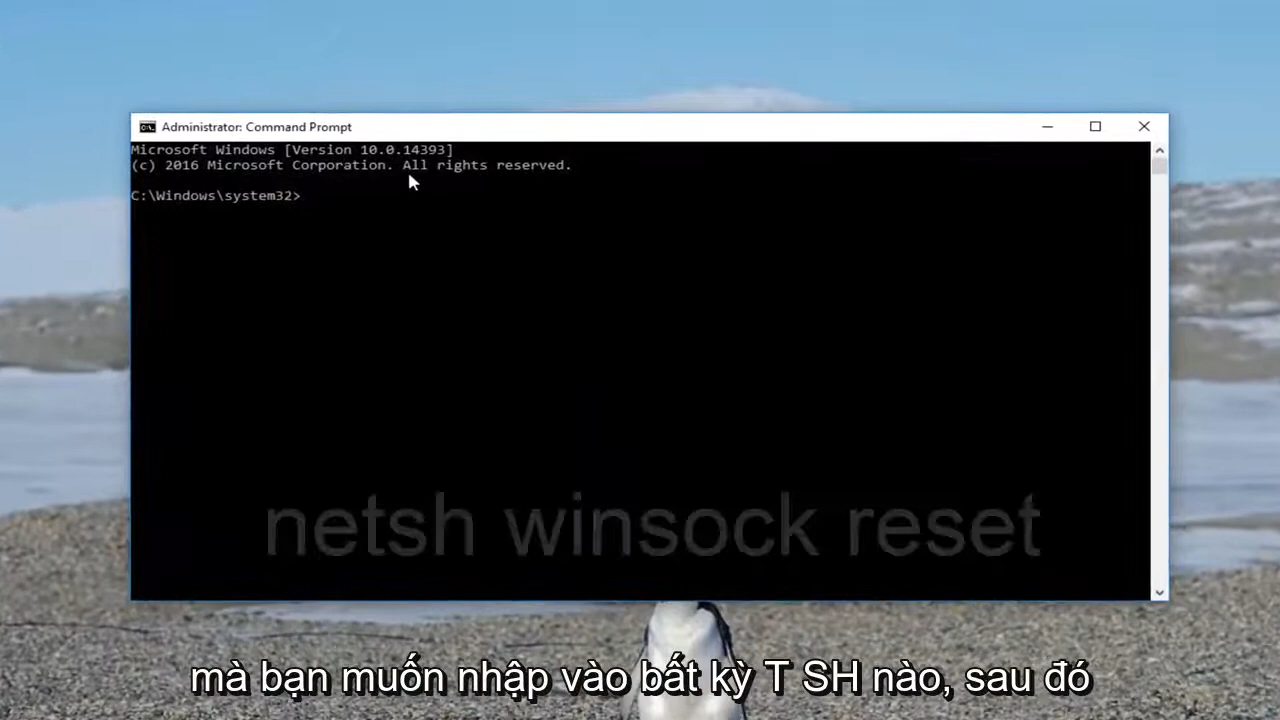 Administrator: Command Prompt
Microsoft Windows [Version 10.0.14393]
(c) 2016 Microsoft Corporation. All rights reserved.
C:\Windows\system32>
netsh winsock reset
mà bạn muốn nhập vào bất kỳ T SH nào, sau đó